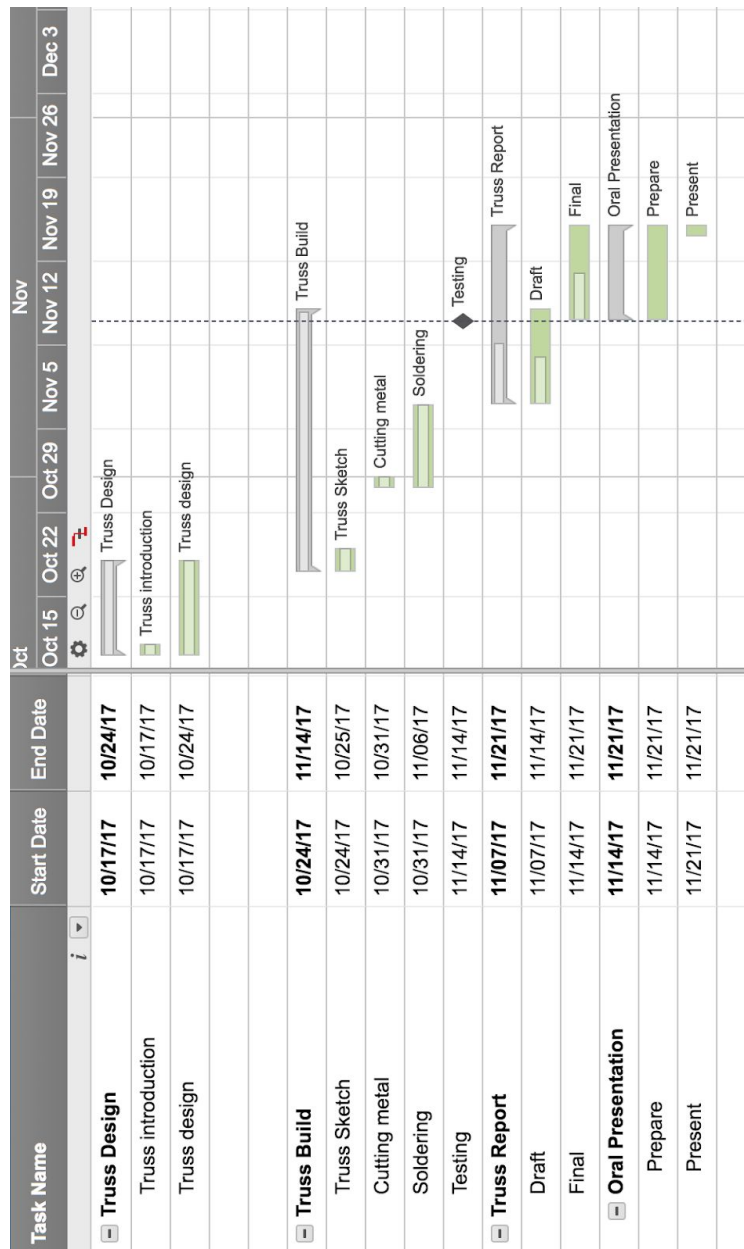 Task Name Start Date End Date Oct Nov
Oct 15 Oct 22 Oct 29 Nov 5 Nov 12 Nov 19 Nov 26 Dec 3
i
Truss Design 10/17/17 10/24/17 Truss Design
Truss introduction 10/17/17 10/17/17 Truss introduction
Truss design 10/17/17 10/24/17 Truss design
Truss Build 10/24/17 11/14/17 Truss Build
Truss Sketch 10/24/17 10/25/17 Truss Sketch
Cutting metal 10/31/17 10/31/17 Cutting metal
Soldering 10/31/17 11/06/17 Soldering
Testing 11/14/17 11/14/17 Testing
Truss Report 11/07/17 11/21/17 Truss Report
Draft 11/07/17 11/14/17 Draft
Final 11/14/17 11/21/17 Final
Oral Presentation 11/14/17 11/21/17 Oral Presentation
Prepare 11/14/17 11/21/17 Prepare
Present 11/21/17 11/21/17 Present